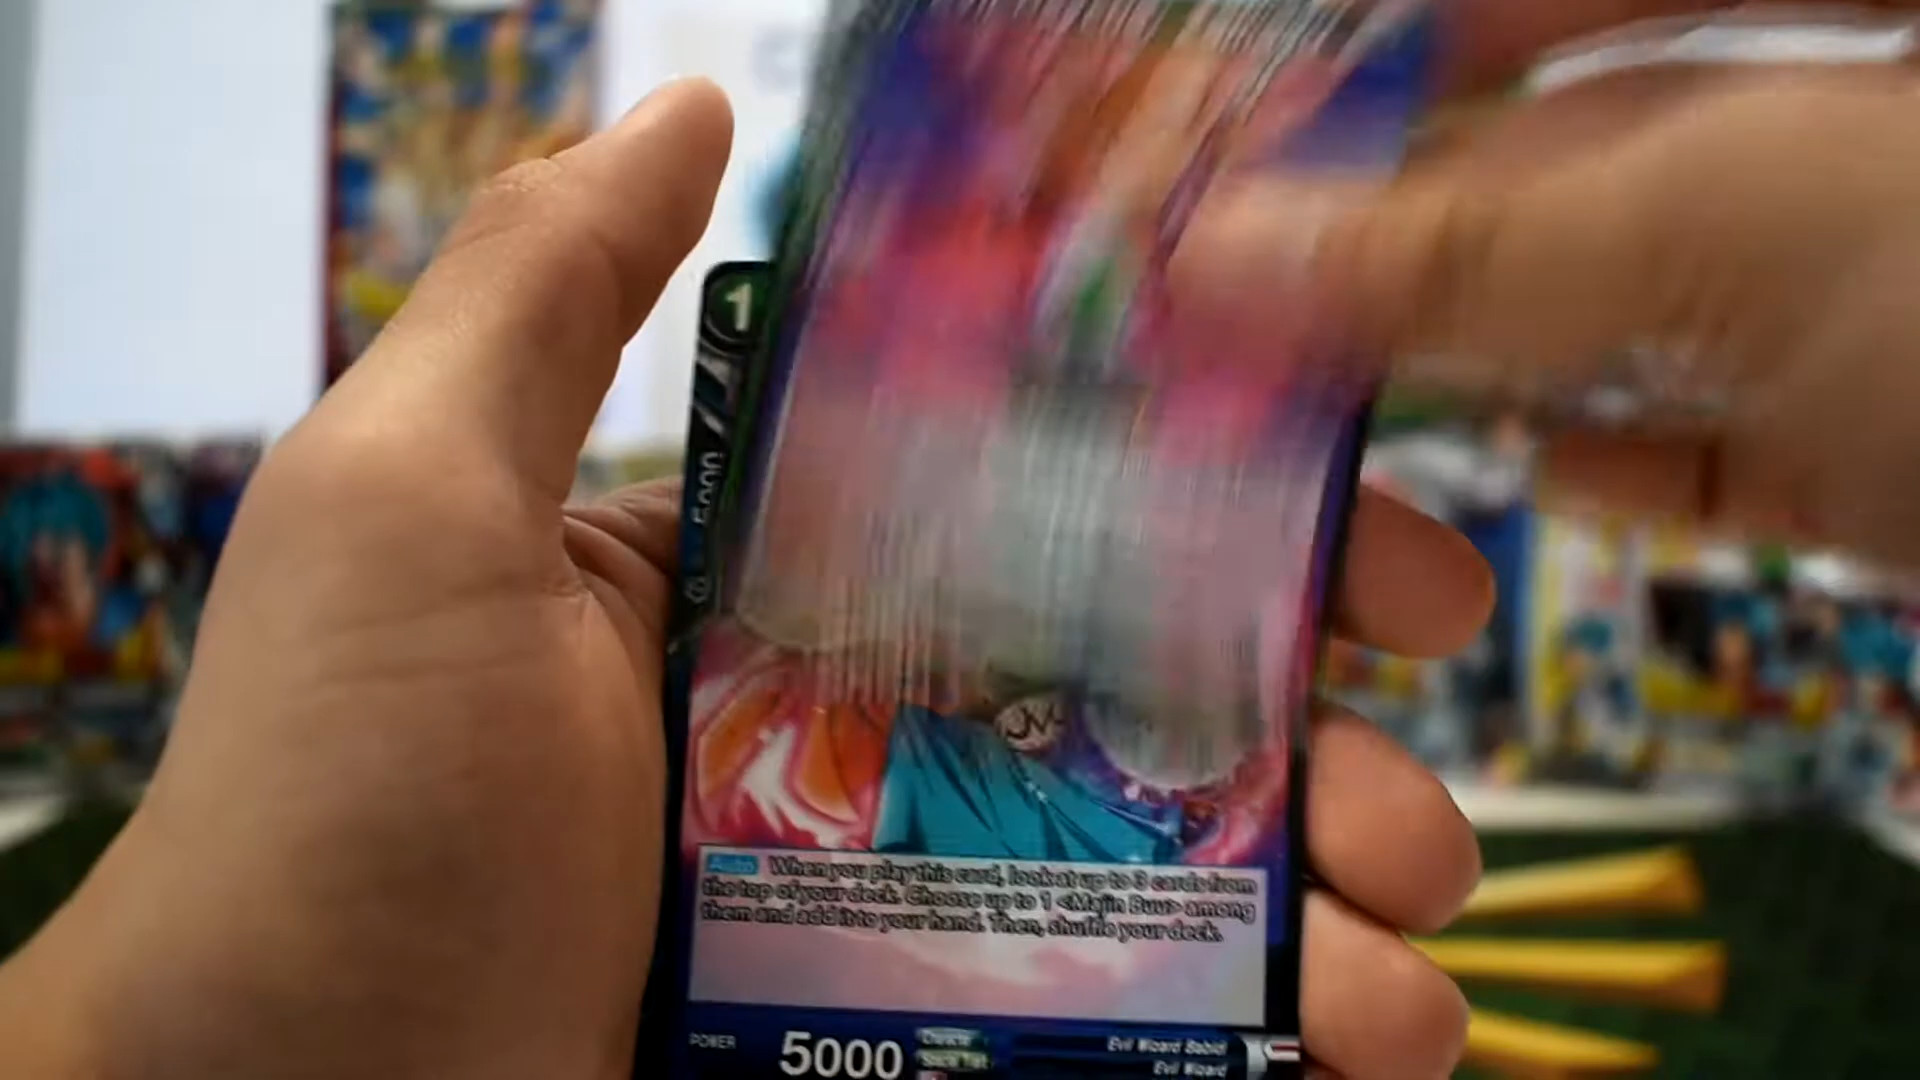 1
5000
Auto When you play this card, look at up to 3 cards from
the top of your deck. Choose up to 1 <Majin Buu> among
them and add it to your hand. Then, shuffle your deck.
POWER 5000
Evil Wizard Babidi
Evil Wizard